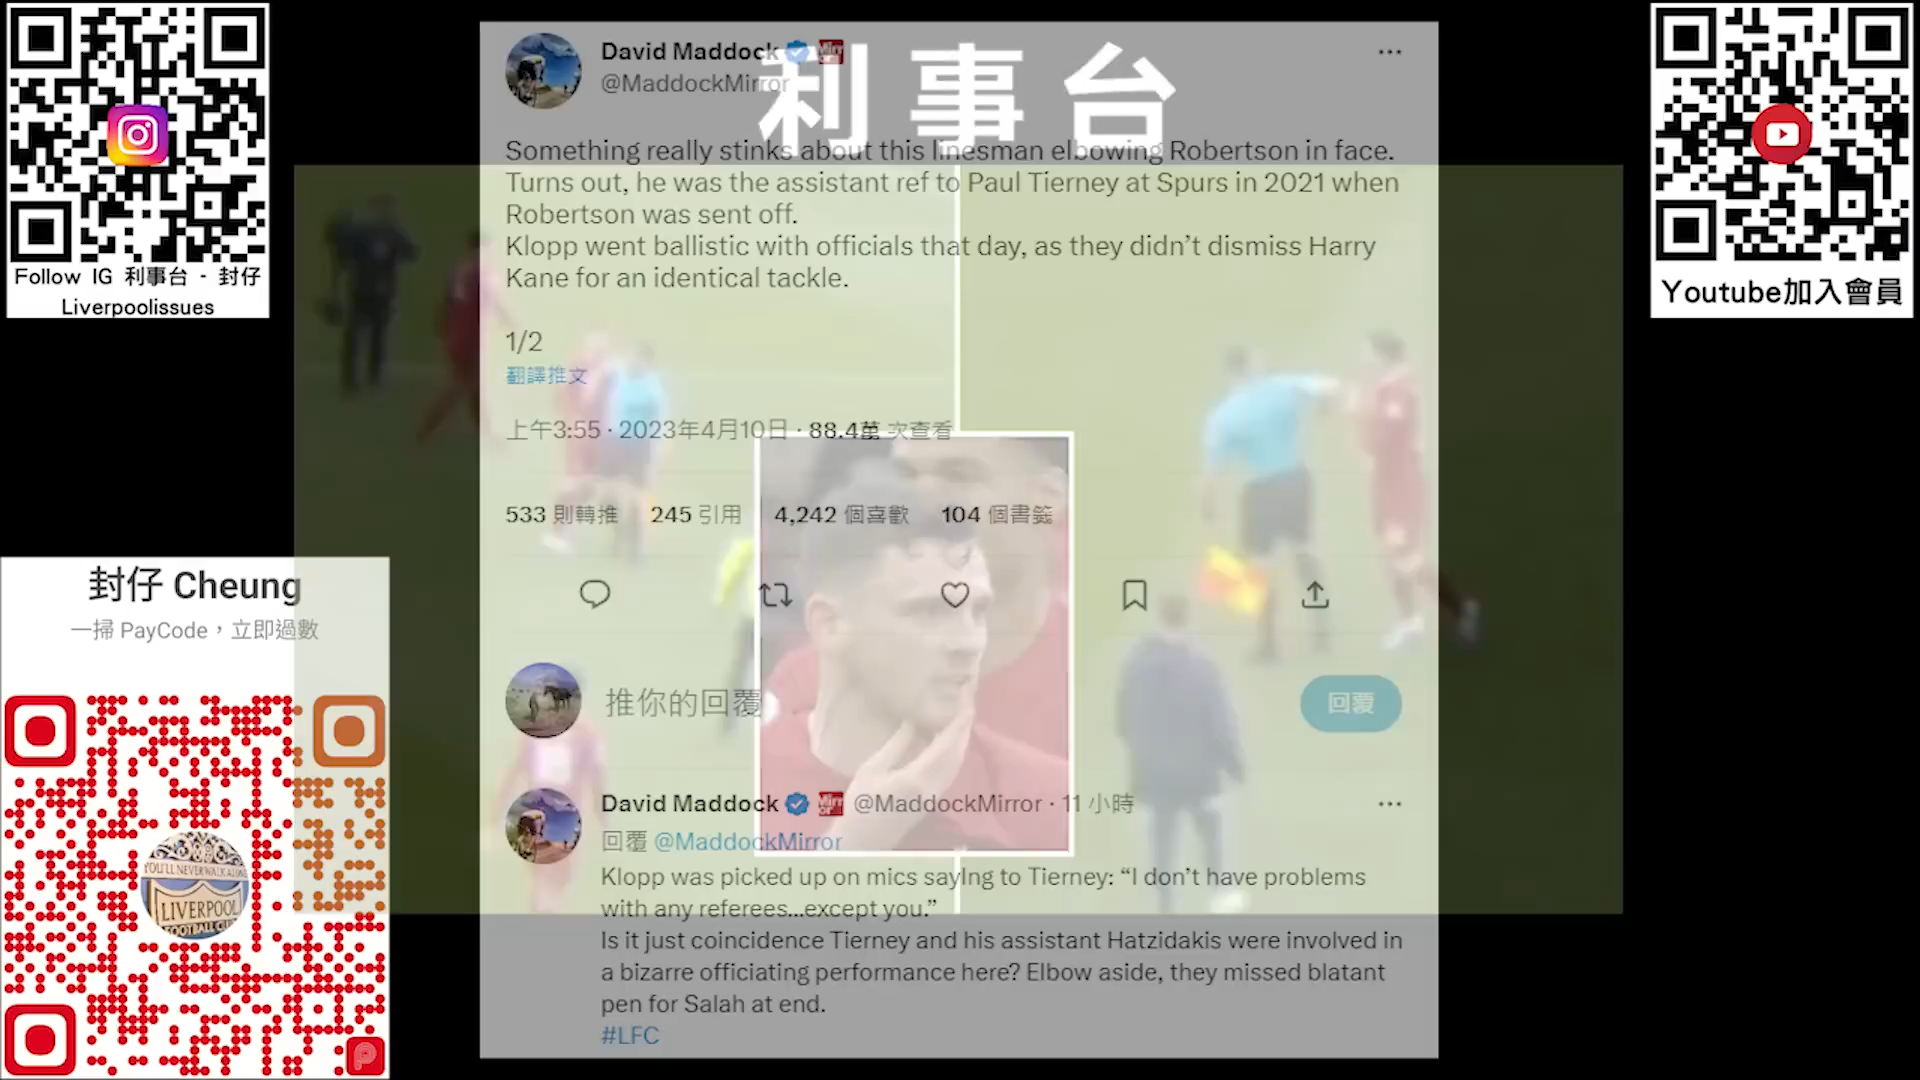 利事台
David Maddock
@MaddockMirror
Something really stinks about this linesman elbowing Robertson in face.
Turns out, he was the assistant ref to Paul Tierney at Spurs in 2021 when
Robertson was sent off.
Klopp went ballistic with officials that day, as they didn’t dismiss Harry
Kane for an identical tackle.
1/2
翻譯推文
上午3:55 · 2023年4月10日 · 88.4萬 次查看
533 則轉推 245 引用 4,242 個喜歡 104 個書籤
推你的回覆
回覆
David Maddock @MaddockMirror · 11 小時
回覆 @MaddockMirror
Klopp was picked up on mics sayIng to Tierney: “I don’t have problems
with any referees...except you.”
Is it just coincidence Tierney and his assistant Hatzidakis were involved in
a bizarre officiating performance here? Elbow aside, they missed blatant
pen for Salah at end.
#LFC
Follow IG 利事台 - 封仔
Liverpoolissues
Youtube加入會員
封仔 Cheung
一掃 PayCode，立即過數
YOU'LL NEVER WALK ALONE
LIVERPOOL
FOOTBALL CLUB